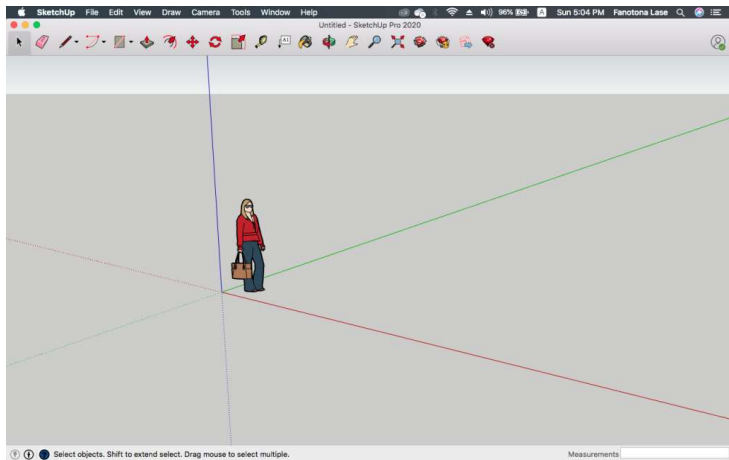 SketchUp File Edit View Draw Camera Tools Window Help 96% A Sun 5:04 PM Fanotona Lase
Untitled - SketchUp Pro 2020
A1
Select objects. Shift to extend select. Drag mouse to select multiple.
Measurements